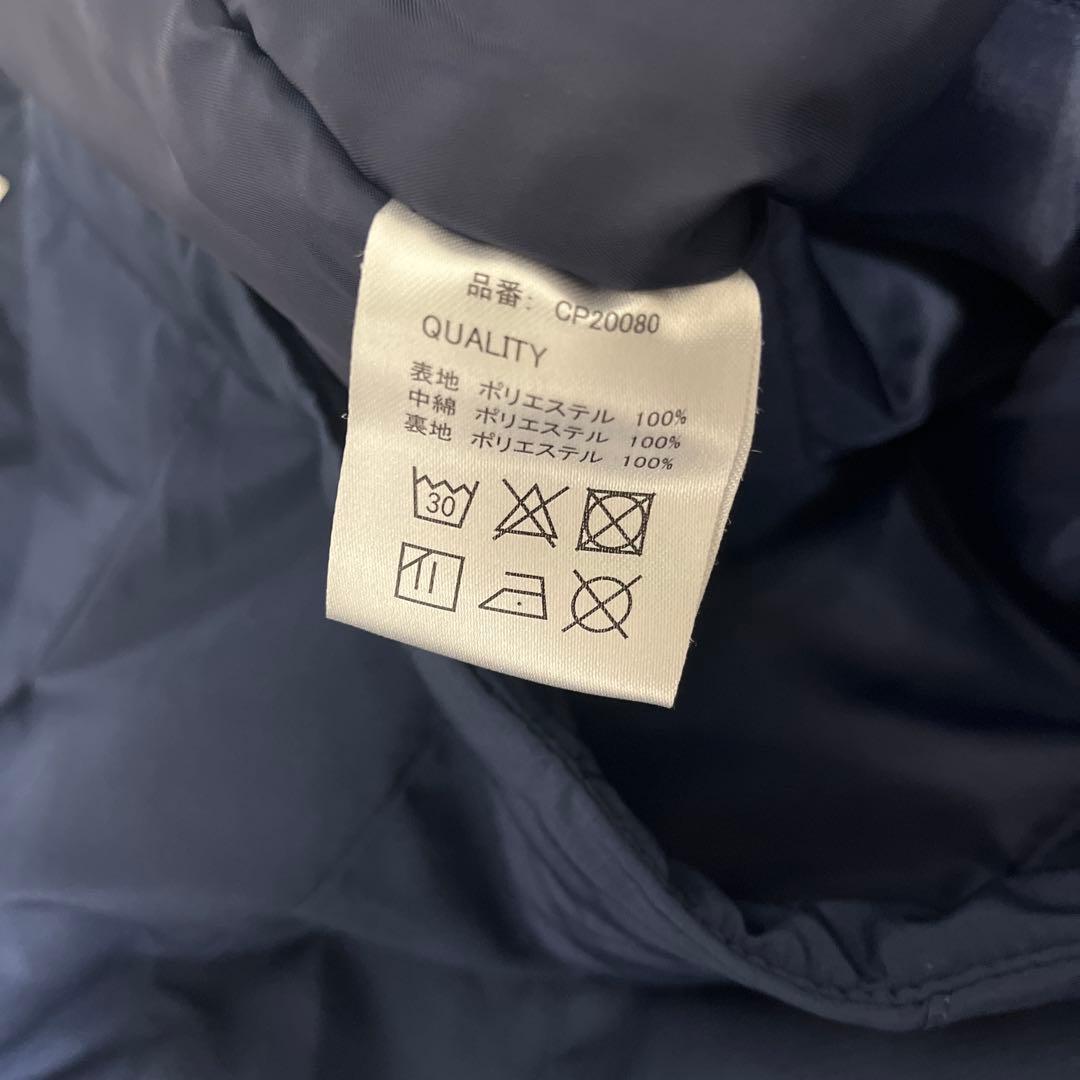 品番: CP20080
QUALITY
表地 ポリエステル 100%
中綿 ポリエステル 100%
裏地 ポリエステル 100%
30